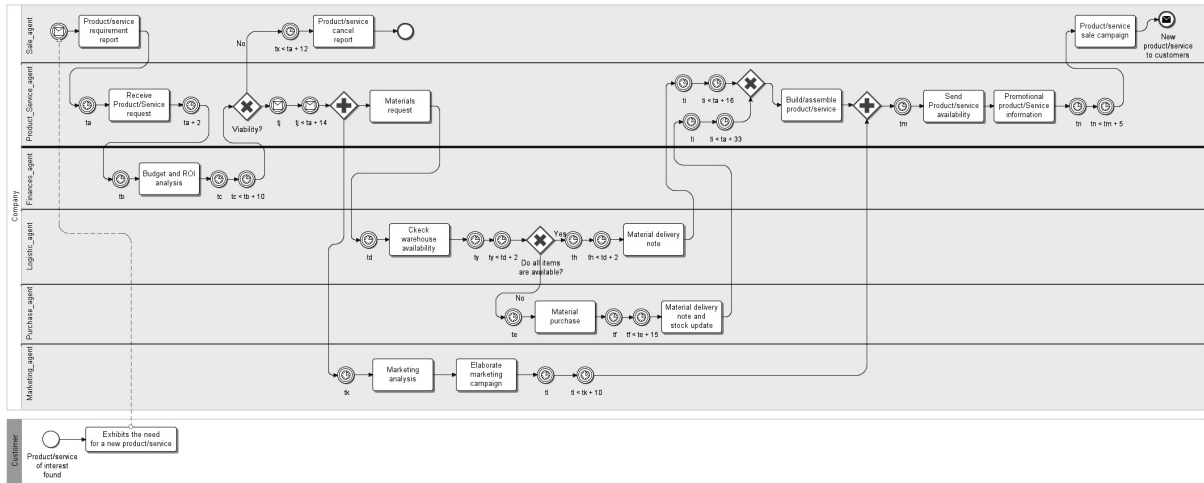 Company
Sale_agent
Product/service
requirement
report
No
tx < ta + 12
Product/service
cancel
report
Product/service
sale campaign
New
product/service
to customers
Product_Service_agent
ta
Receive
Product/Service
request
ta + 2
Viability?
tj
tj < ta + 14
Materials
request
ti
ti < ta + 16
ti
ti < ta + 33
Build/assemble
product/service
tm
Send
Product/service
availability
Promotional
product/Service
information
tn
tn < tm + 5
Finances_agent
tb
Budget and ROI
analysis
tc
tc < tb + 10
Logistic_agent
td
Ckeck
warehouse
availability
ty
ty < td + 2
Do all items
are available?
Yes
th
th < td + 2
Material delivery
note
Purchase_agent
No
te
Material
purchase
tf
tf < te + 15
Material delivery
note and
stock update
Marketing_agent
tk
Marketing
analysis
Elaborate
marketing
campaign
tl
tl < tk + 10
Customer
Product/service
of interest
found
Exhibits the need
for a new product/service